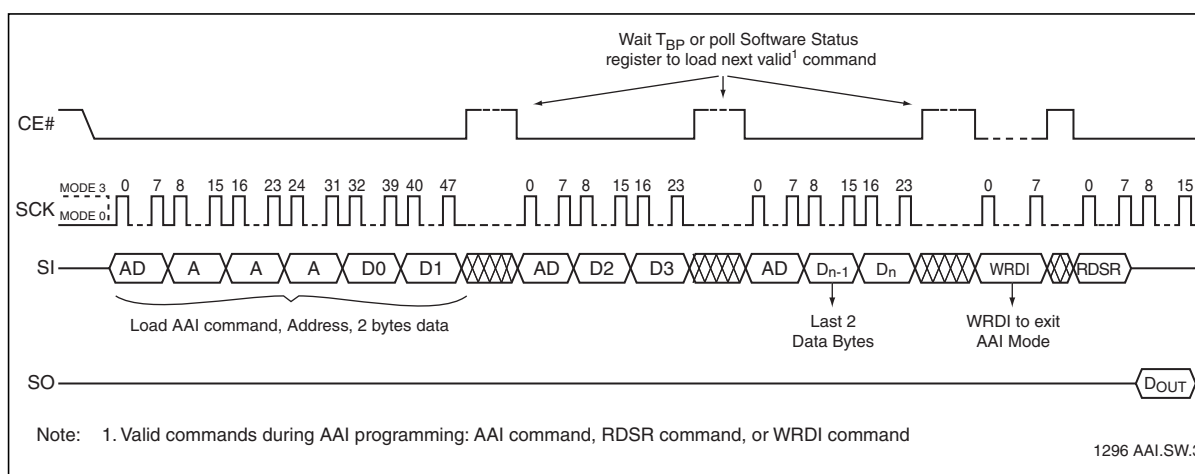 Wait TBP or poll Software Status
register to load next valid1 command
CE#
MODE 3
0 7 8 15 16 23 24 31 32 39 40 47 0 7 8 15 16 23 0 7 8 15 16 23 0 7 0 7 8 15
SCK
MODE 0
SI
AD A A A D0 D1 AD D2 D3 AD Dn-1 Dn WRDI RDSR
Load AAI command, Address, 2 bytes data
Last 2
Data Bytes
WRDI to exit
AAI Mode
SO
DOUT
Note: 1. Valid commands during AAI programming: AAI command, RDSR command, or WRDI command
1296 AAI.SW.3